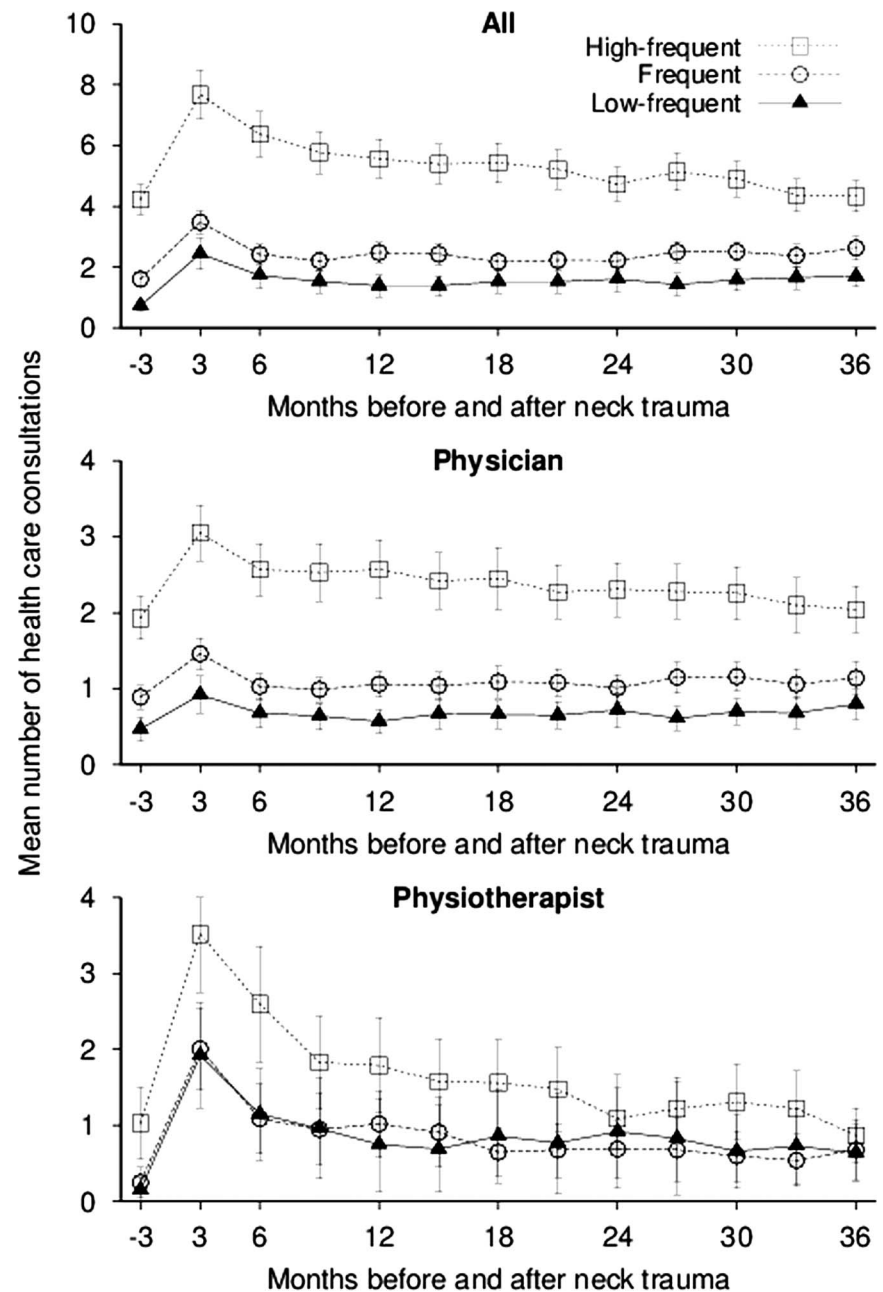 All
High-frequent
Frequent
Low-frequent
10
8
6
4
2
0
-3 3 6 12 18 24 30 36
Months before and after neck trauma
Mean number of health care consultations
Physician
4
3
2
1
0
-3 3 6 12 18 24 30 36
Months before and after neck trauma
Physiotherapist
4
3
2
1
0
-3 3 6 12 18 24 30 36
Months before and after neck trauma